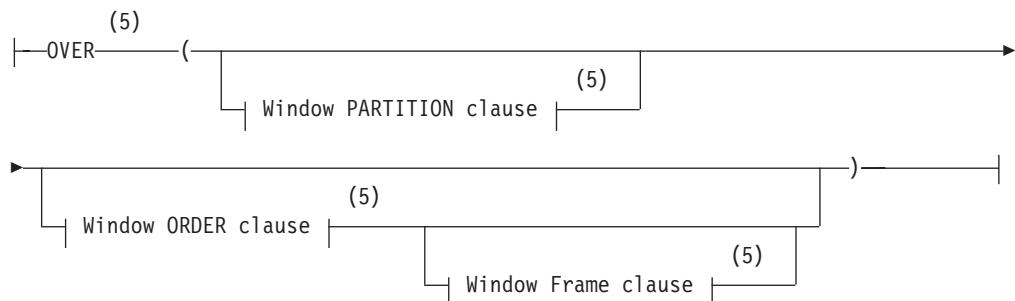 (5)
OVER (
(5)
Window PARTITION clause
)
(5)
Window ORDER clause
(5)
Window Frame clause